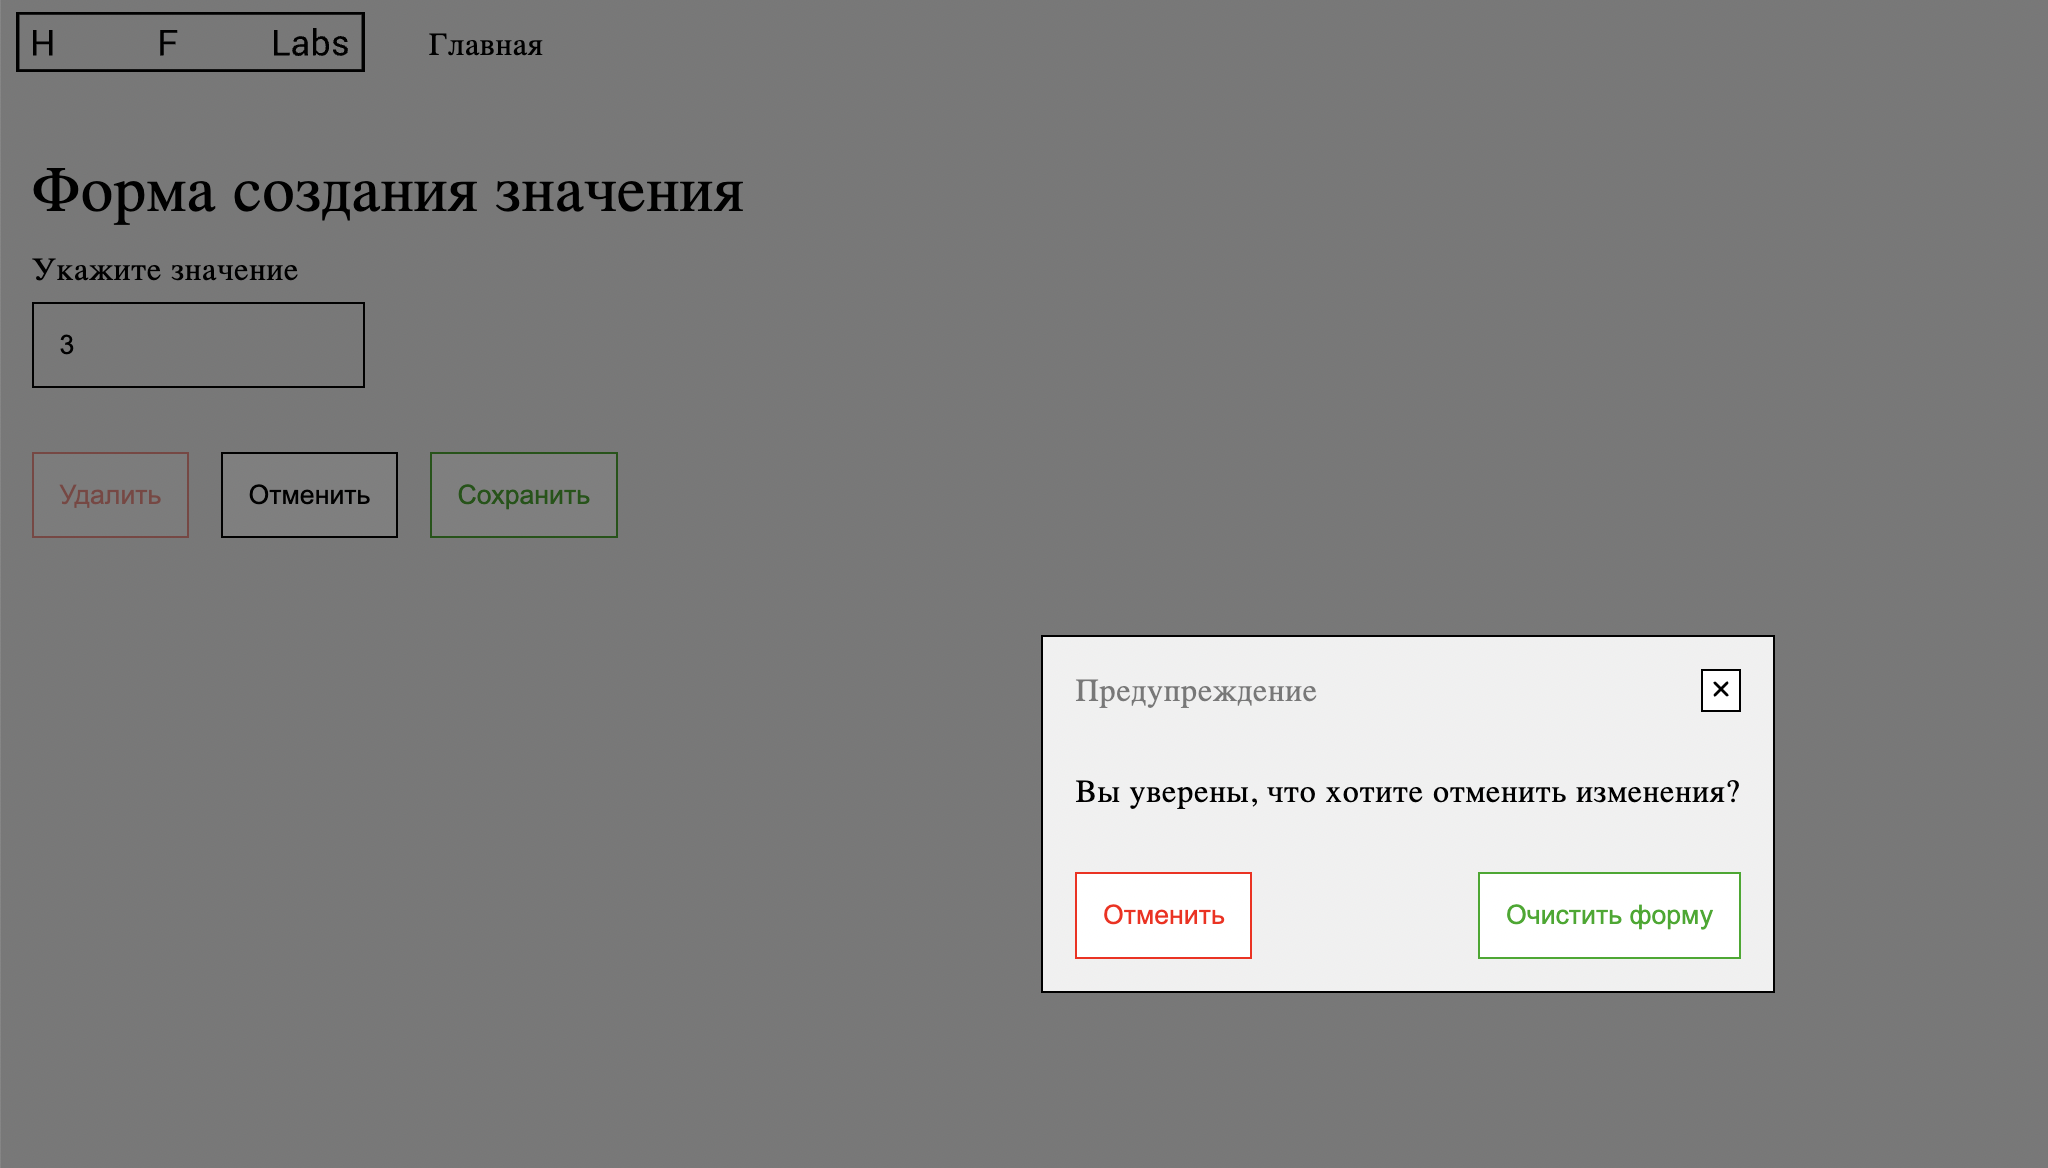 H F Labs
Главная
Форма создания значения
Укажите значение
3
Удалить
Отменить
Сохранить
Предупреждение
×
Вы уверены, что хотите отменить изменения?
Отменить
Очистить форму